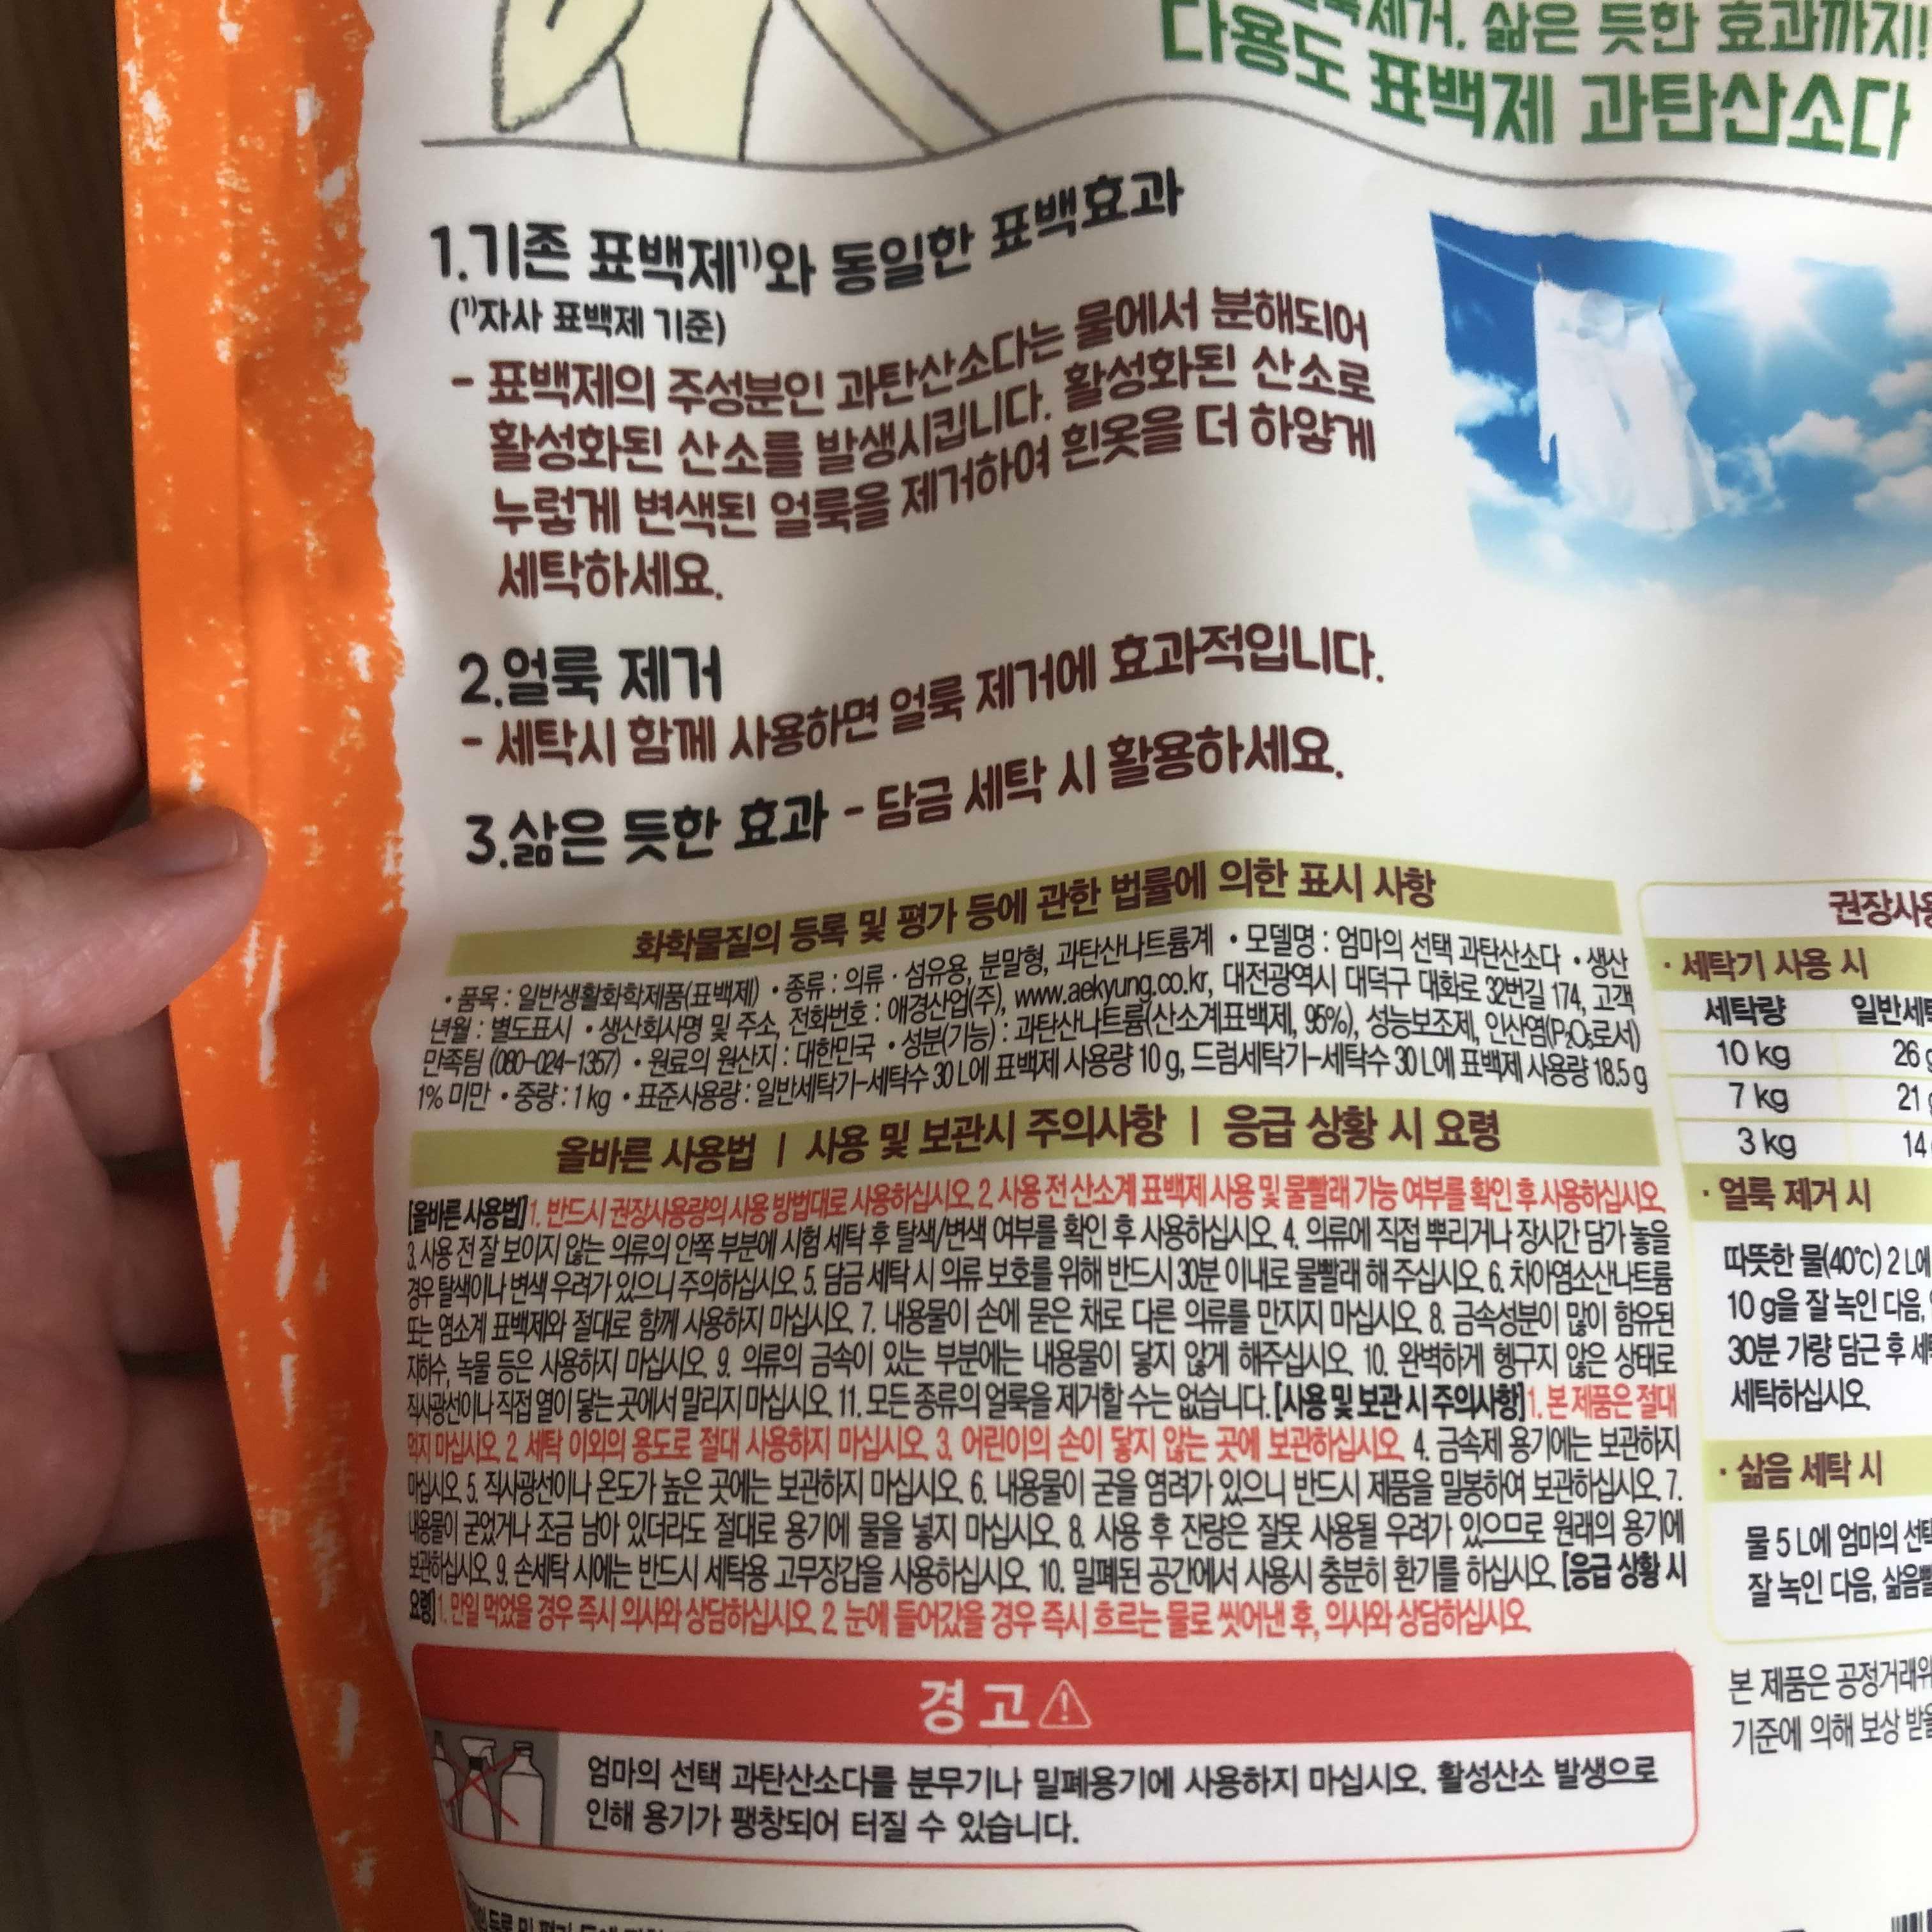 제거, 삶은 듯한 효과까지!
다용도 표백제 과탄산소다
1.기존 표백제¹⁾와 동일한 표백효과
(¹⁾자사 표백제 기준)
- 표백제의 주성분인 과탄산소다는 물에서 분해되어
활성화된 산소를 발생시킵니다. 활성화된 산소로
누렇게 변색된 얼룩을 제거하여 흰옷을 더 하얗게
세탁하세요.
2.얼룩 제거
- 세탁시 함께 사용하면 얼룩 제거에 효과적입니다.
3.삶은 듯한 효과 - 담금 세탁 시 활용하세요.
화학물질의 등록 및 평가 등에 관한 법률에 의한 표시 사항
• 품목 : 일반생활화학제품(표백제) • 종류 : 의류 · 섬유용, 분말형, 과탄산나트륨계 • 모델명 : 엄마의 선택 과탄산소다 • 생산
년월 : 별도표시 • 생산회사명 및 주소, 전화번호 : 애경산업(주), www.aekyung.co.kr, 대전광역시 대덕구 대화로 32번길 174, 고객
만족팀 (080-024-1357) • 원료의 원산지 : 대한민국 • 성분(기능) : 과탄산나트륨(산소계표백제, 95%), 성능보조제, 인산염(P₂O₅로서)
1% 미만 • 중량 : 1 kg • 표준사용량 : 일반세탁기-세탁수 30 L에 표백제 사용량 10 g, 드럼세탁기-세탁수 30 L에 표백제 사용량 18.5 g
올바른 사용법 | 사용 및 보관시 주의사항 | 응급 상황 시 요령
[올바른 사용법] 1. 반드시 권장사용량의 사용 방법대로 사용하십시오. 2. 사용 전 산소계 표백제 사용 및 물빨래 가능 여부를 확인 후 사용하십시오.
3. 사용 전 잘 보이지 않는 의류의 안쪽 부분에 시험 세탁 후 탈색/변색 여부를 확인 후 사용하십시오. 4. 의류에 직접 뿌리거나 장시간 담가 놓을
경우 탈색이나 변색 우려가 있으니 주의하십시오. 5. 담금 세탁 시 의류 보호를 위해 반드시 30분 이내로 물빨래 해 주십시오. 6. 치아염소산나트륨
또는 염소계 표백제와 절대로 함께 사용하지 마십시오. 7. 내용물이 손에 묻은 채로 다른 의류를 만지지 마십시오. 8. 금속성분이 많이 함유된
지하수, 녹물 등은 사용하지 마십시오. 9. 의류의 금속이 있는 부분에는 내용물이 닿지 않게 해주십시오. 10. 완벽하게 헹구지 않은 상태로
직사광선이나 직접 열이 닿는 곳에서 말리지 마십시오. 11. 모든 종류의 얼룩을 제거할 수는 없습니다. [사용 및 보관 시 주의사항] 1. 본 제품은 절대
먹지 마십시오. 2. 세탁 이외의 용도로 절대 사용하지 마십시오. 3. 어린이의 손이 닿지 않는 곳에 보관하십시오. 4. 금속제 용기에는 보관하지
마십시오. 5. 직사광선이나 온도가 높은 곳에는 보관하지 마십시오. 6. 내용물이 굳을 염려가 있으니 반드시 제품을 밀봉하여 보관하십시오. 7.
내용물이 굳었거나 조금 남아 있더라도 절대로 용기에 물을 넣지 마십시오. 8. 사용 후 잔량은 잘못 사용될 우려가 있으므로 원래의 용기에
보관하십시오. 9. 손세탁 시에는 반드시 세탁용 고무장갑을 사용하십시오. 10. 밀폐된 공간에서 사용시 충분히 환기를 하십시오. [응급 상황 시
요령] 1. 만일 먹었을 경우 즉시 의사와 상담하십시오. 2. 눈에 들어갔을 경우 즉시 흐르는 물로 씻어낸 후, 의사와 상담하십시오.
경고
엄마의 선택 과탄산소다를 분무기나 밀폐용기에 사용하지 마십시오. 활성산소 발생으로
인해 용기가 팽창되어 터질 수 있습니다.
권장사용
· 세탁기 사용 시
세탁량 일반세탁
10 kg 26 g
7 kg 21
3 kg 14
· 얼룩 제거 시
따뜻한 물(40℃) 2 L에
10 g을 잘 녹인 다음,
30분 가량 담근 후
세탁하십시오.
· 삶음 세탁 시
물 5 L에 엄마의 선택
잘 녹인 다음, 삶음
본 제품은 공정거래위
기준에 의해 보상 받을